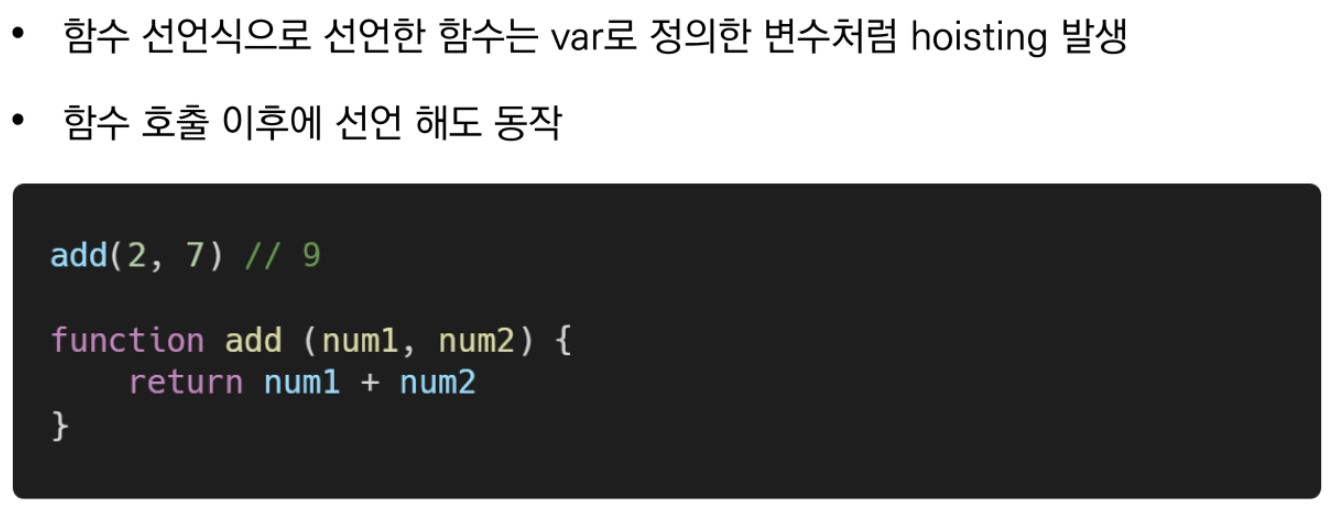 • 함수 선언식으로 선언한 함수는 var로 정의한 변수처럼 hoisting 발생
• 함수 호출 이후에 선언 해도 동작
add(2, 7) // 9
function add (num1, num2) {
    return num1 + num2
}